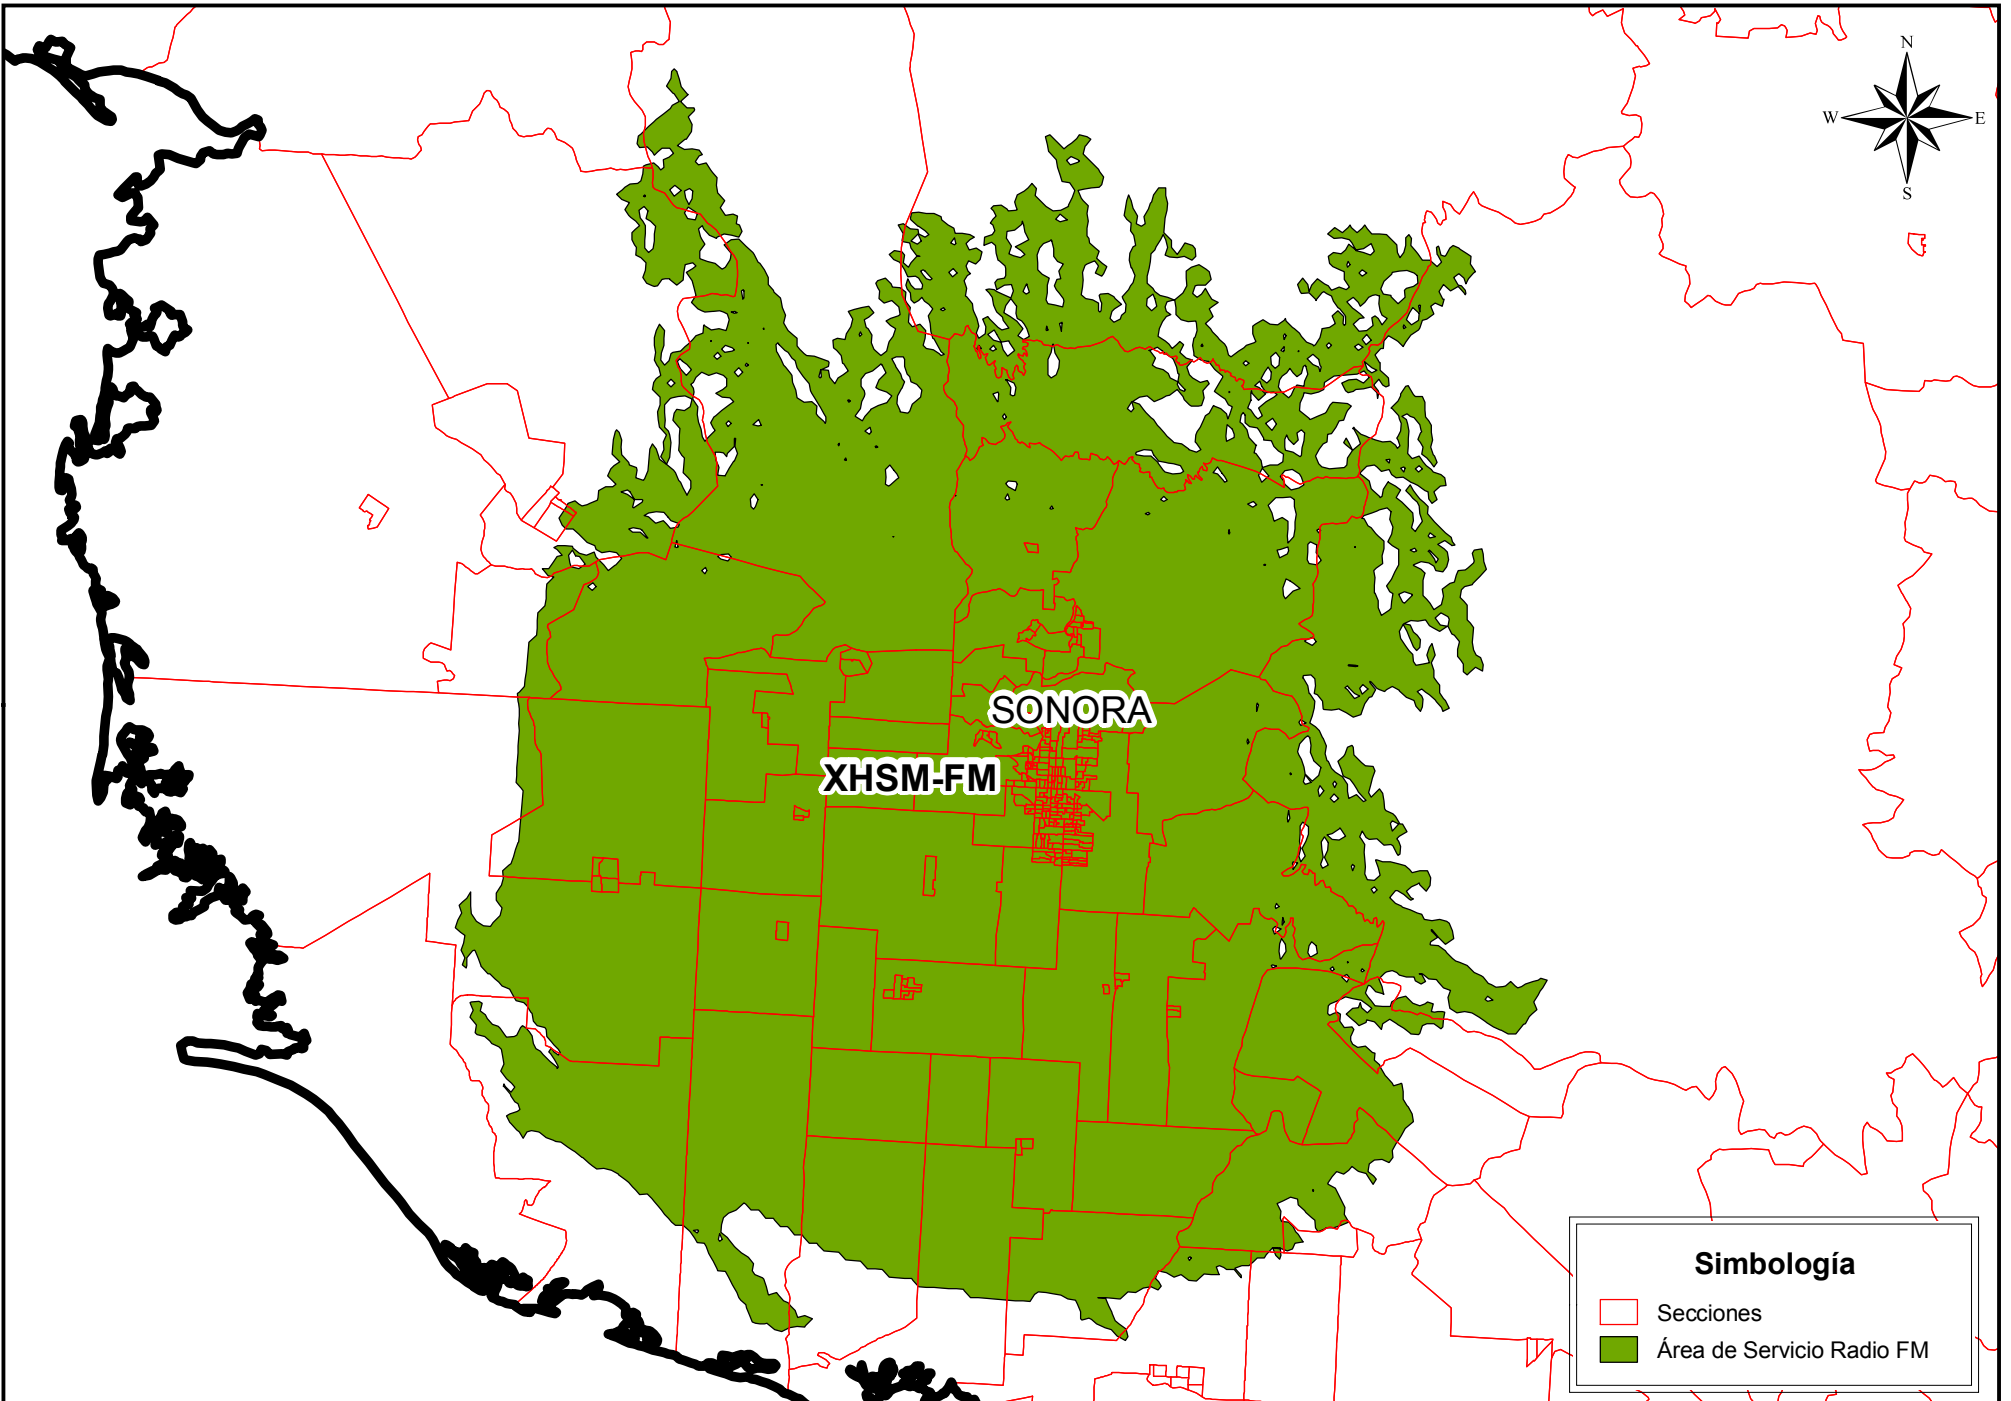 N
W E
S
SONORA
XHSM-FM
Simbología
Secciones
Área de Servicio Radio FM